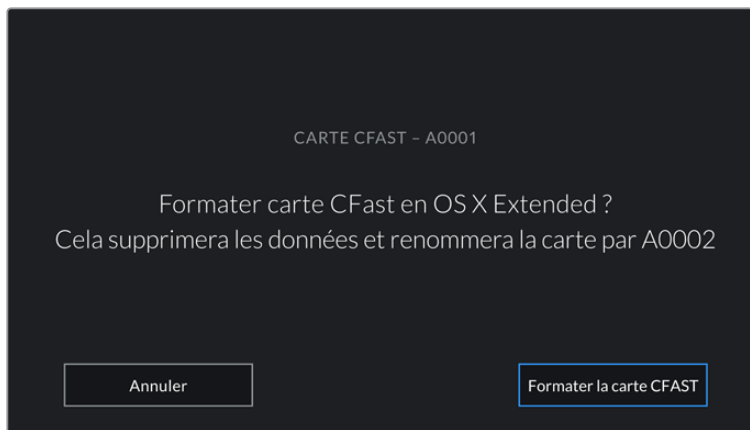 CARTE CFAST – A0001
Formater carte CFast en OS X Extended ?
Cela supprimera les données et renommera la carte par A0002
Annuler
Formater la carte CFAST